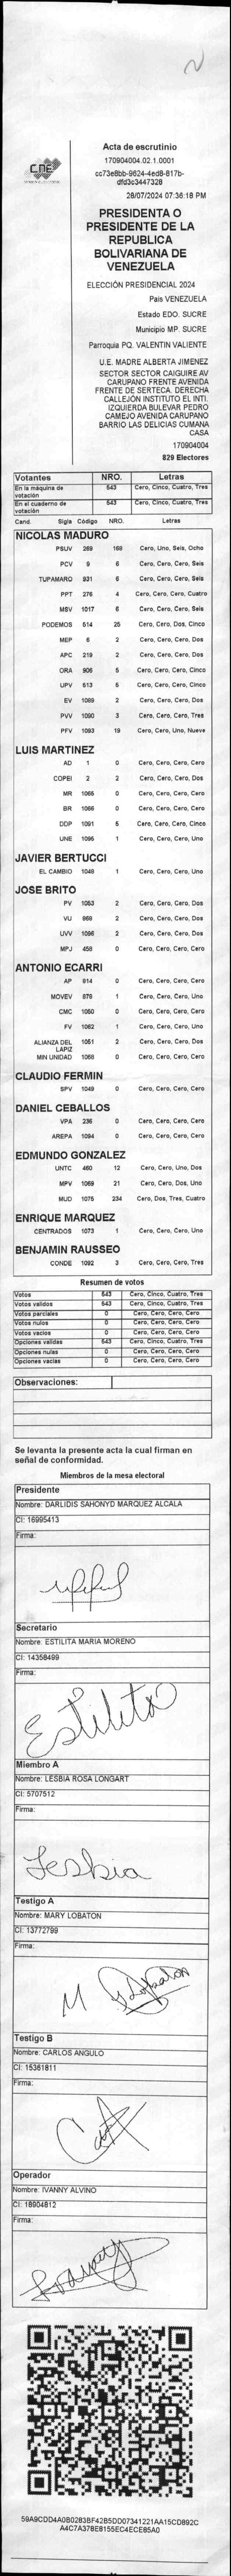 CNE
Acta de escrutinio
170904004.02.1.0001
cc73e8bb-9624-4ed8-817b-
dfd3c3447328
28/07/2024 07:36:18 PM
PRESIDENTA O
PRESIDENTE DE LA
REPUBLICA
BOLIVARIANA DE
VENEZUELA
ELECCIÓN PRESIDENCIAL 2024
Pais VENEZUELA
Estado EDO. SUCRE
Municipio MP. SUCRE
Parroquia PQ. VALENTIN VALIENTE
U.E. MADRE ALBERTA JIMENEZ
SECTOR SECTOR CAIGUIRE AV
CARUPANO FRENTE AVENIDA
FRENTE DE SERTECA. DERECHA
CALLEJÓN INSTITUTO EL INTI.
IZQUIERDA BULEVAR PEDRO
CAMEJO AVENIDA CARUPANO
BARRIO LAS DELICIAS CUMANA
CASA
170904004
829 Electores
Votantes NRO. Letras
En la máquina de votación 543 Cero, Cinco, Cuatro, Tres
En el cuaderno de votación 543 Cero, Cinco, Cuatro, Tres
Cand. Sigla Código NRO. Letras
NICOLAS MADURO
PSUV 269 168 Cero, Uno, Seis, Ocho
PCV 9 6 Cero, Cero, Cero, Seis
TUPAMARO 931 6 Cero, Cero, Cero, Seis
PPT 276 4 Cero, Cero, Cero, Cuatro
MSV 1017 6 Cero, Cero, Cero, Seis
PODEMOS 514 25 Cero, Cero, Dos, Cinco
MEP 6 2 Cero, Cero, Cero, Dos
APC 219 2 Cero, Cero, Cero, Dos
ORA 906 5 Cero, Cero, Cero, Cinco
UPV 513 5 Cero, Cero, Cero, Cinco
EV 1089 2 Cero, Cero, Cero, Dos
PVV 1090 3 Cero, Cero, Cero, Tres
PFV 1093 19 Cero, Cero, Uno, Nueve
LUIS MARTINEZ
AD 1 0 Cero, Cero, Cero, Cero
COPEI 2 2 Cero, Cero, Cero, Dos
MR 1065 0 Cero, Cero, Cero, Cero
BR 1066 0 Cero, Cero, Cero, Cero
DDP 1091 5 Cero, Cero, Cero, Cinco
UNE 1095 1 Cero, Cero, Cero, Uno
JAVIER BERTUCCI
EL CAMBIO 1048 1 Cero, Cero, Cero, Uno
JOSE BRITO
PV 1053 2 Cero, Cero, Cero, Dos
VU 868 2 Cero, Cero, Cero, Dos
UVV 1096 2 Cero, Cero, Cero, Dos
MPJ 458 0 Cero, Cero, Cero, Cero
ANTONIO ECARRI
AP 814 0 Cero, Cero, Cero, Cero
MOVEV 878 1 Cero, Cero, Cero, Uno
CMC 1050 0 Cero, Cero, Cero, Cero
FV 1062 1 Cero, Cero, Cero, Uno
ALIANZA DEL LAPIZ 1051 2 Cero, Cero, Cero, Dos
MIN UNIDAD 1068 0 Cero, Cero, Cero, Cero
CLAUDIO FERMIN
SPV 1049 0 Cero, Cero, Cero, Cero
DANIEL CEBALLOS
VPA 236 0 Cero, Cero, Cero, Cero
AREPA 1094 0 Cero, Cero, Cero, Cero
EDMUNDO GONZALEZ
UNTC 460 12 Cero, Cero, Uno, Dos
MPV 1069 21 Cero, Cero, Dos, Uno
MUD 1075 234 Cero, Dos, Tres, Cuatro
ENRIQUE MARQUEZ
CENTRADOS 1073 1 Cero, Cero, Cero, Uno
BENJAMIN RAUSSEO
CONDE 1092 3 Cero, Cero, Cero, Tres
Resumen de votos
Votos 543 Cero, Cinco, Cuatro, Tres
Votos validos 543 Cero, Cinco, Cuatro, Tres
Votos parciales 0 Cero, Cero, Cero, Cero
Votos nulos 0 Cero, Cero, Cero, Cero
Votos vacios 0 Cero, Cero, Cero, Cero
Opciones validas 543 Cero, Cinco, Cuatro, Tres
Opciones nulas 0 Cero, Cero, Cero, Cero
Opciones vacias 0 Cero, Cero, Cero, Cero
Observaciones:
Se levanta la presente acta la cual firman en
señal de conformidad.
Miembros de la mesa electoral
Presidente
Nombre: DARLIDIS SAHONYD MARQUEZ ALCALA
CI: 16995413
Firma:
Secretario
Nombre: ESTILITA MARIA MORENO
CI: 14358499
Firma:
Estilita
Miembro A
Nombre: LESBIA ROSA LONGART
CI: 5707512
Firma:
Lesbia
Testigo A
Nombre: MARY LOBATON
CI: 13772799
Firma:
M Lobaton
Testigo B
Nombre: CARLOS ANGULO
CI: 15361811
Firma:
Operador
Nombre: IVANNY ALVINO
CI: 18904812
Firma:
59A9CDD4A0B0283BF42B5DD07341221AA15CD892C
A4C7A378E8155EC4ECE85A0